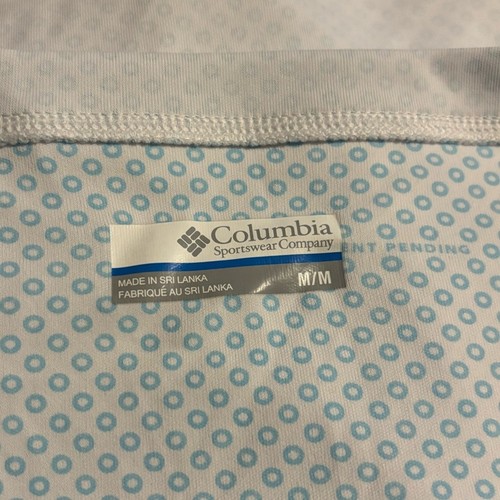 Columbia
Sportswear Company
ENT PENDING
MADE IN SRI LANKA
FABRIQUÉ AU SRI LANKA
M/M